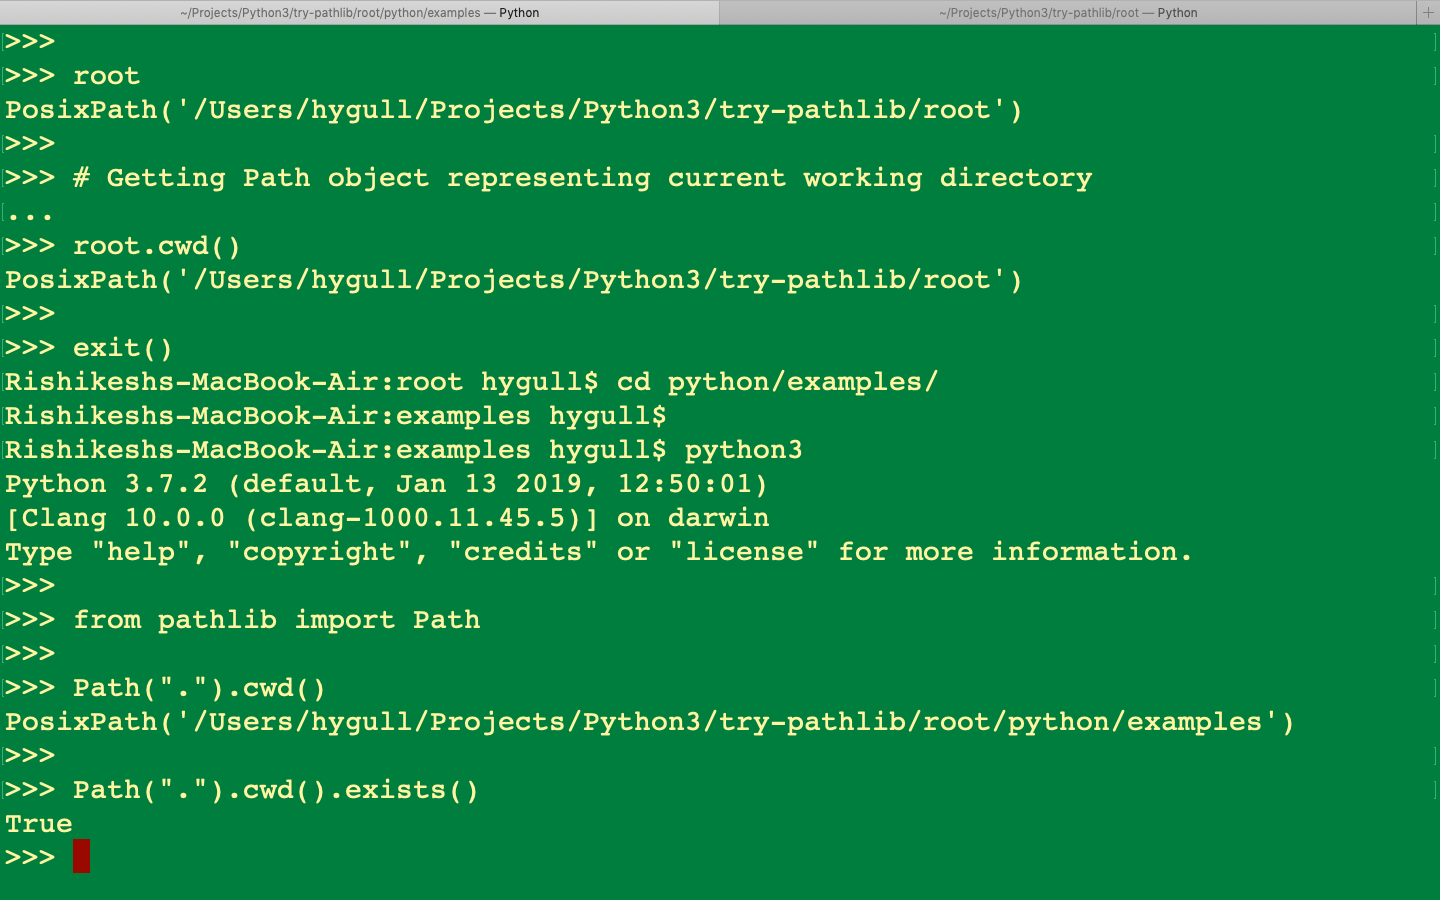 ~/Projects/Python3/try-pathlib/root/python/examples — Python
~/Projects/Python3/try-pathlib/root — Python
+
>>>
>>> root
PosixPath('/Users/hygull/Projects/Python3/try-pathlib/root')
>>>
>>> # Getting Path object representing current working directory
...
>>> root.cwd()
PosixPath('/Users/hygull/Projects/Python3/try-pathlib/root')
>>>
>>> exit()
Rishikeshs-MacBook-Air:root hygull$ cd python/examples/
Rishikeshs-MacBook-Air:examples hygull$
Rishikeshs-MacBook-Air:examples hygull$ python3
Python 3.7.2 (default, Jan 13 2019, 12:50:01)
[Clang 10.0.0 (clang-1000.11.45.5)] on darwin
Type "help", "copyright", "credits" or "license" for more information.
>>>
>>> from pathlib import Path
>>>
>>> Path(".").cwd()
PosixPath('/Users/hygull/Projects/Python3/try-pathlib/root/python/examples')
>>>
>>> Path(".").cwd().exists()
True
>>>